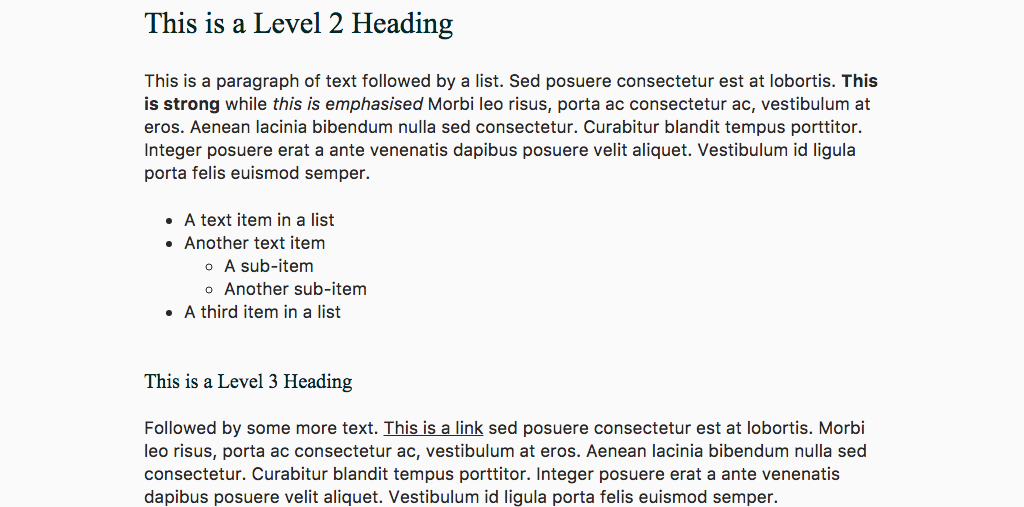 This is a Level 2 Heading
This is a paragraph of text followed by a list. Sed posuere consectetur est at lobortis. This
is strong while this is emphasised Morbi leo risus, porta ac consectetur ac, vestibulum at
eros. Aenean lacinia bibendum nulla sed consectetur. Curabitur blandit tempus porttitor.
Integer posuere erat a ante venenatis dapibus posuere velit aliquet. Vestibulum id ligula
porta felis euismod semper.
A text item in a list
Another text item
A sub-item
Another sub-item
A third item in a list
This is a Level 3 Heading
Followed by some more text. This is a link sed posuere consectetur est at lobortis. Morbi
leo risus, porta ac consectetur ac, vestibulum at eros. Aenean lacinia bibendum nulla sed
consectetur. Curabitur blandit tempus porttitor. Integer posuere erat a ante venenatis
dapibus posuere velit aliquet. Vestibulum id ligula porta felis euismod semper.